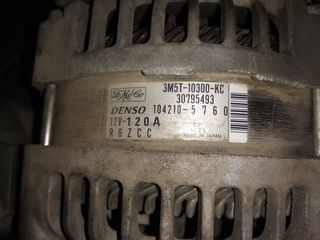 3M5T-10300-KC
30795493
DENSO 104210-5760
12V-120A
R6ZCC MADE IN JAPAN